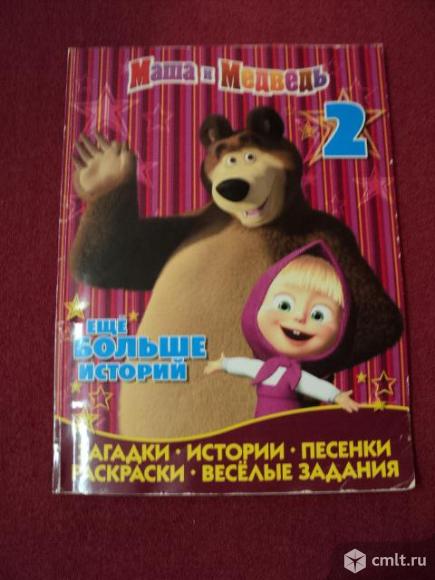 Маша и Медведь
2
ЕЩЁ
БОЛЬШЕ
ИСТОРИЙ
ЗАГАДКИ · ИСТОРИИ · ПЕСЕНКИ
РАСКРАСКИ · ВЕСЁЛЫЕ ЗАДАНИЯ
cmlt.ru